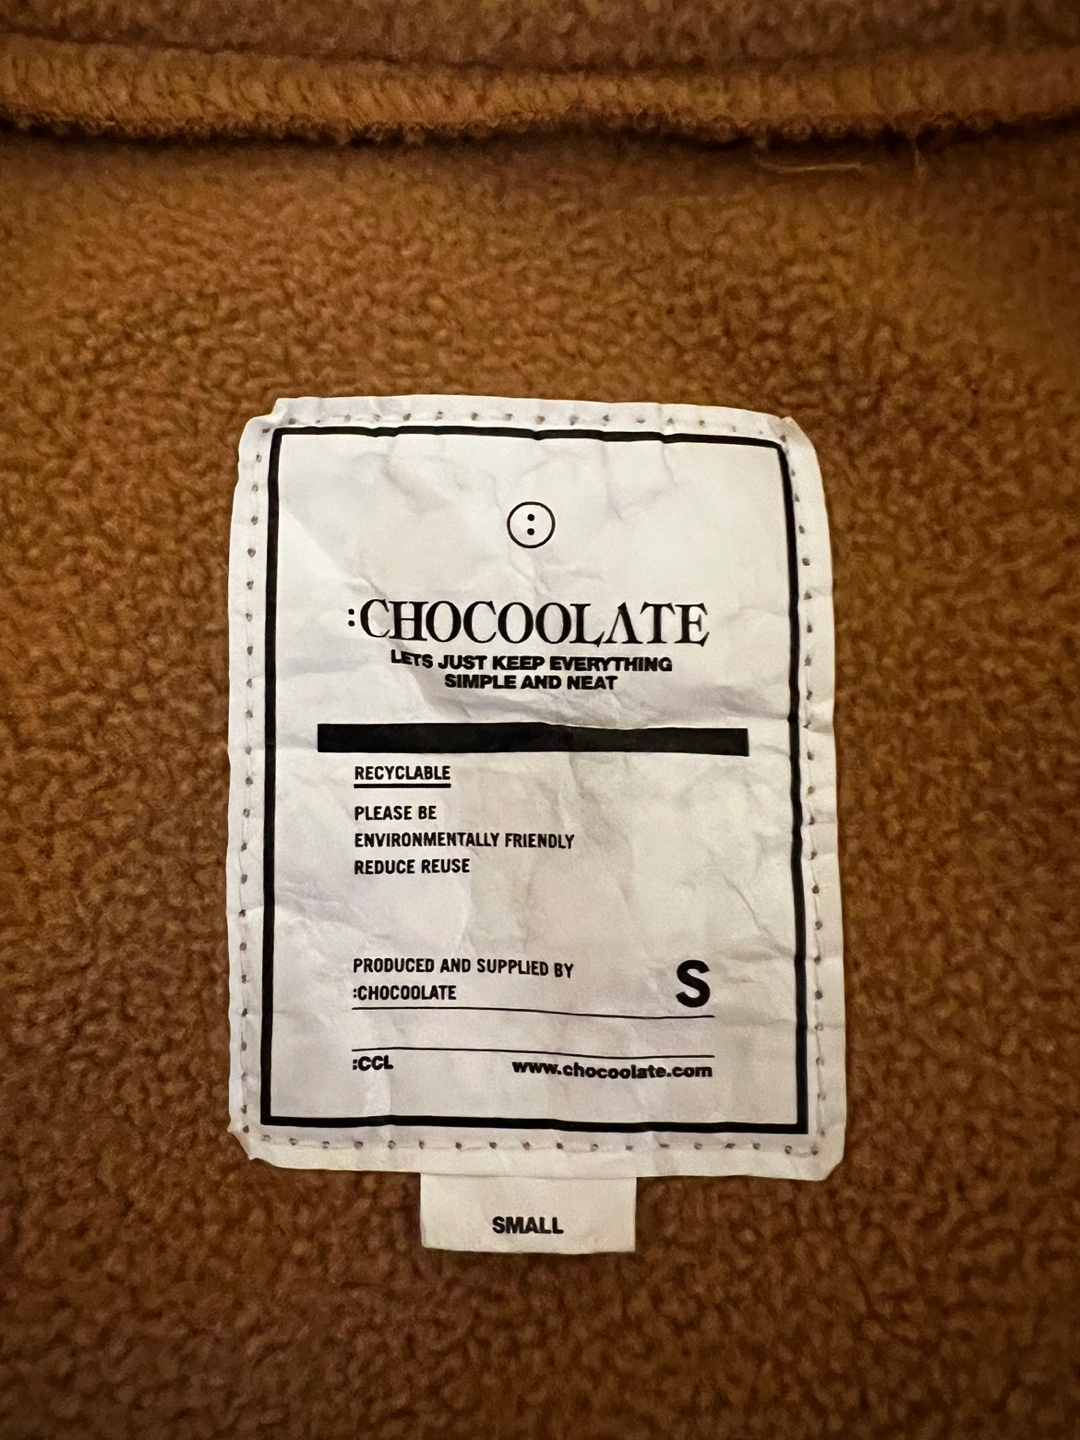 :CHOCOOLATE
LETS JUST KEEP EVERYTHING
SIMPLE AND NEAT
RECYCLABLE
PLEASE BE
ENVIRONMENTALLY FRIENDLY
REDUCE REUSE
PRODUCED AND SUPPLIED BY
:CHOCOOLATE
S
:CCL www.chocoolate.com
SMALL